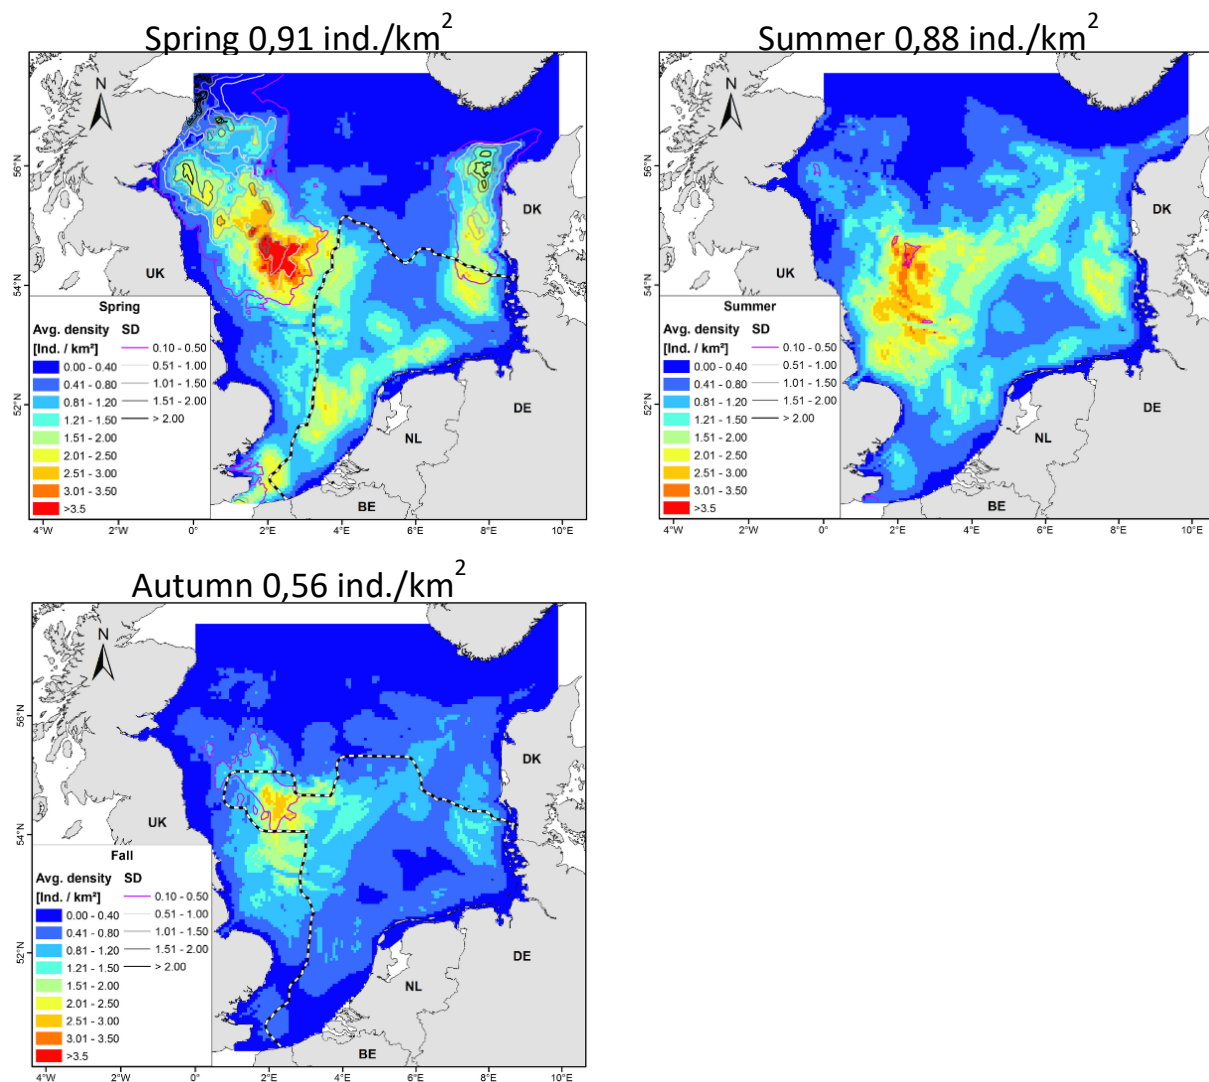 Spring 0,91 ind./km²
N
56°N
54°N
52°N
UK
DK
DE
NL
BE
Spring
Avg. density SD
[Ind. / km²]
0.00 - 0.40
0.41 - 0.80
0.81 - 1.20
1.21 - 1.50
1.51 - 2.00
2.01 - 2.50
2.51 - 3.00
3.01 - 3.50
>3.5
0.10 - 0.50
0.51 - 1.00
1.01 - 1.50
1.51 - 2.00
> 2.00
4°W 2°W 0° 2°E 4°E 6°E 8°E 10°E
Summer 0,88 ind./km²
N
56°N
54°N
52°N
UK
DK
DE
NL
BE
Summer
Avg. density SD
[Ind. / km²]
0.00 - 0.40
0.41 - 0.80
0.81 - 1.20
1.21 - 1.50
1.51 - 2.00
2.01 - 2.50
2.51 - 3.00
3.01 - 3.50
>3.5
0.10 - 0.50
0.51 - 1.00
1.01 - 1.50
1.51 - 2.00
> 2.00
4°W 2°W 0° 2°E 4°E 6°E 8°E 10°E
Autumn 0,56 ind./km²
N
56°N
54°N
52°N
UK
DK
DE
NL
BE
Fall
Avg. density SD
[Ind. / km²]
0.00 - 0.40
0.41 - 0.80
0.81 - 1.20
1.21 - 1.50
1.51 - 2.00
2.01 - 2.50
2.51 - 3.00
3.01 - 3.50
>3.5
0.10 - 0.50
0.51 - 1.00
1.01 - 1.50
1.51 - 2.00
> 2.00
4°W 2°W 0° 2°E 4°E 6°E 8°E 10°E